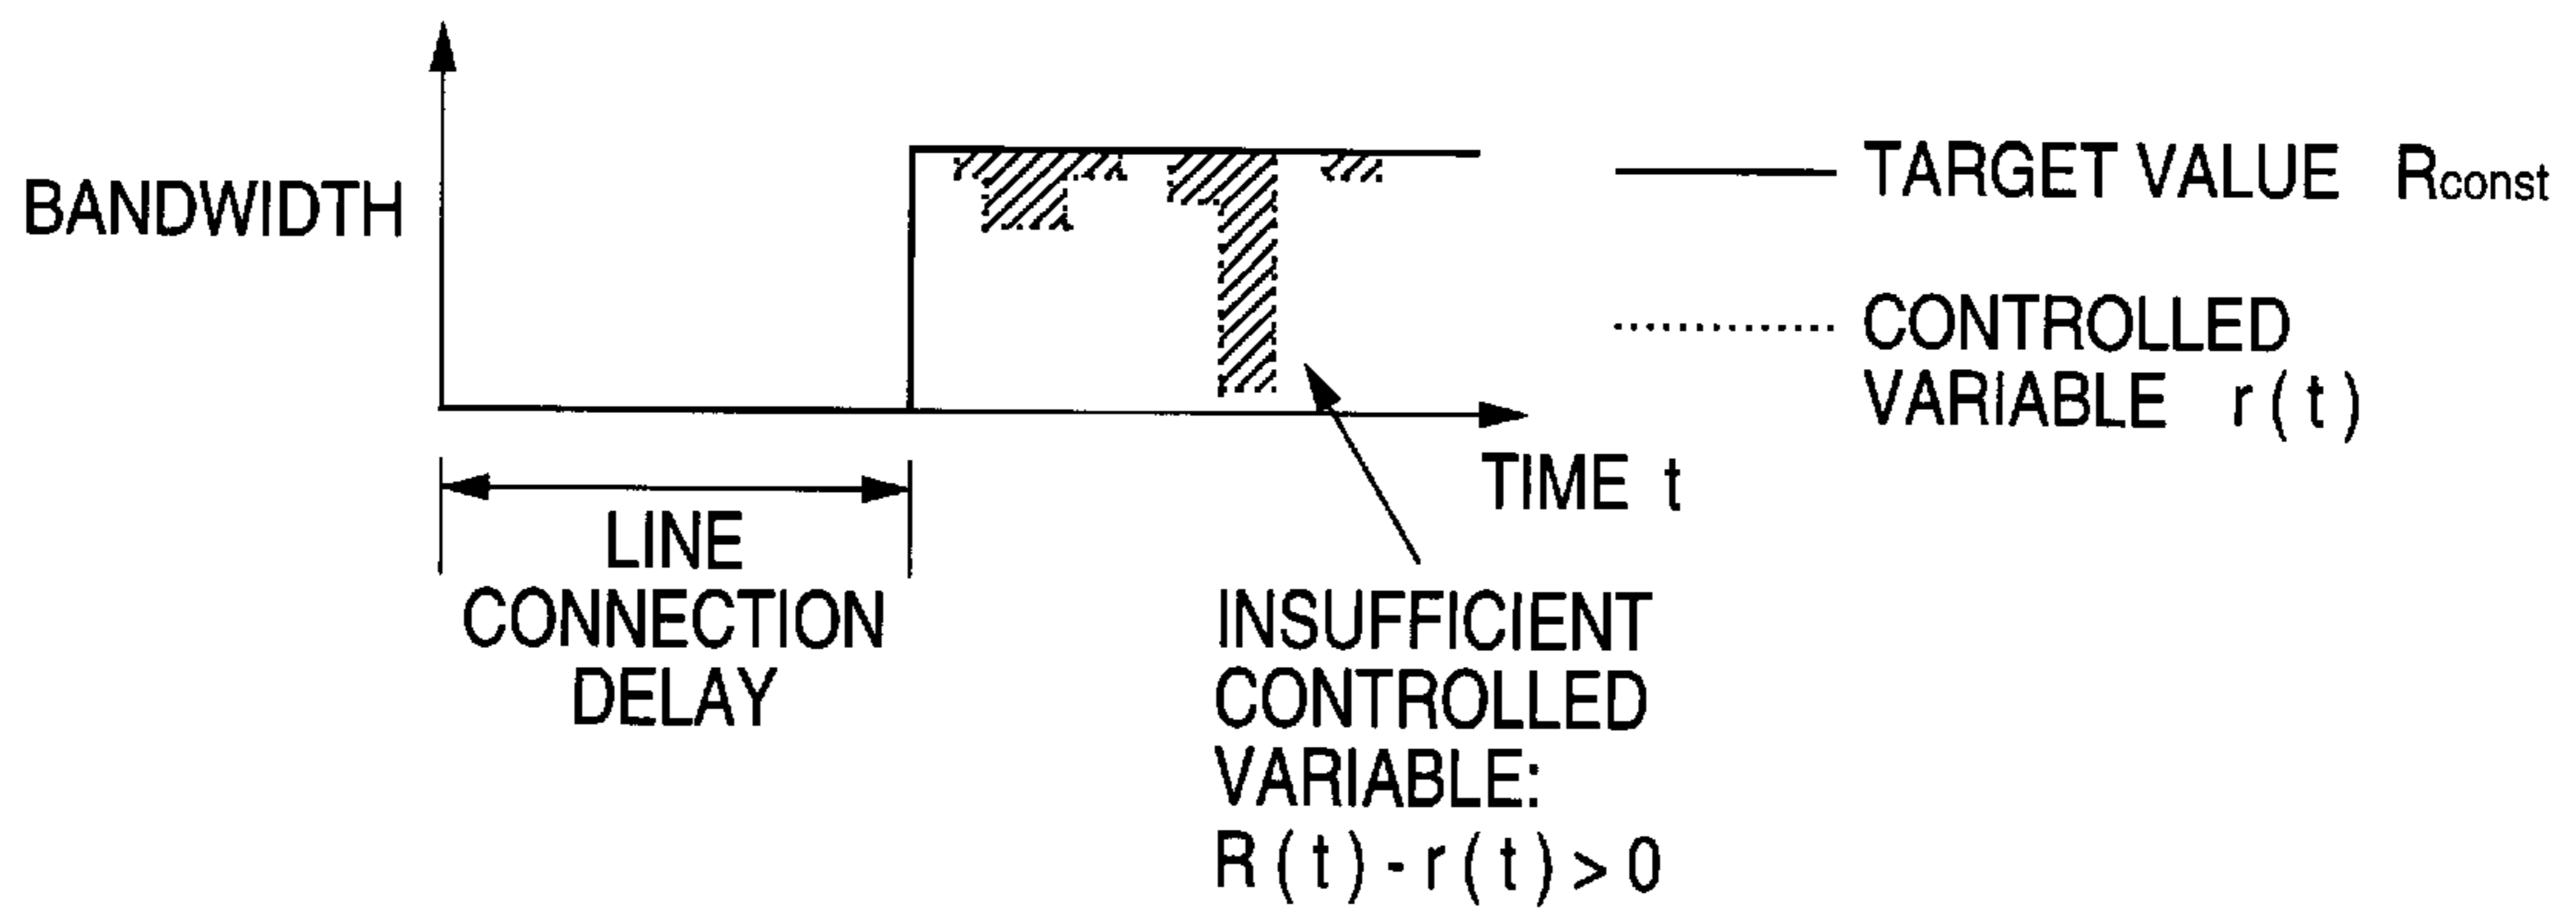 BANDWIDTH
TARGET VALUE Rconst
CONTROLLED
VARIABLE r(t)
TIME t
LINE
CONNECTION
DELAY
INSUFFICIENT
CONTROLLED
VARIABLE:
R(t)-r(t)>0